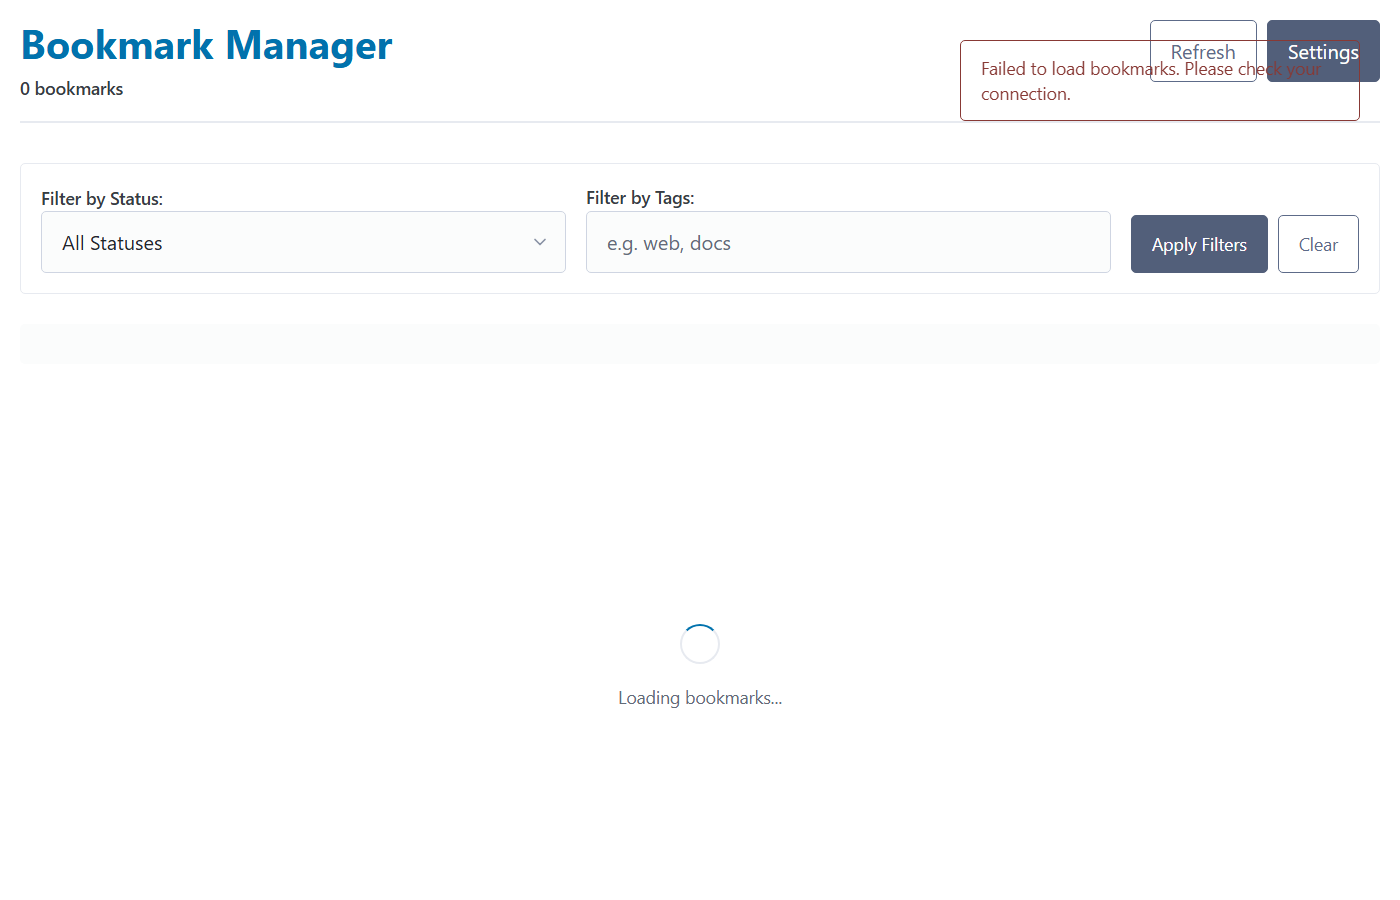 Bookmark Manager
0 bookmarks
Refresh
Settings
Failed to load bookmarks. Please check your
connection.
Filter by Status:
All Statuses
Filter by Tags:
e.g. web, docs
Apply Filters
Clear
Loading bookmarks...